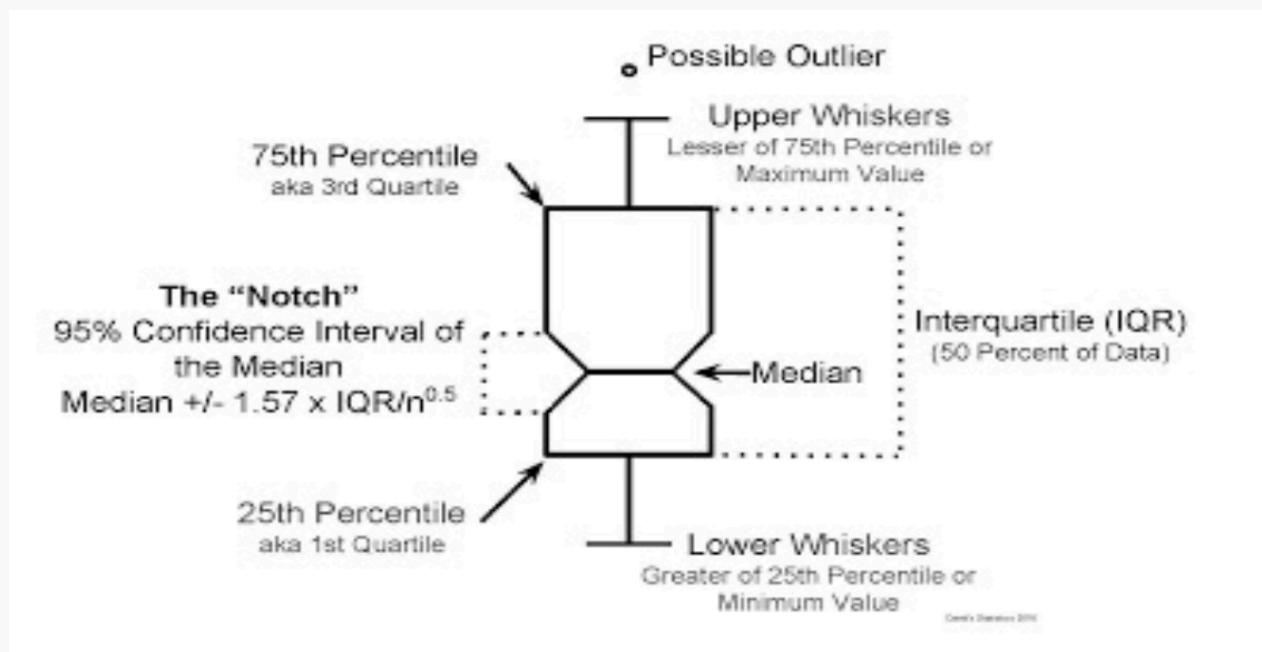 Possible Outlier
Upper Whiskers
Lesser of 75th Percentile or
Maximum Value
75th Percentile
aka 3rd Quartile
The “Notch”
95% Confidence Interval of
the Median
Median +/- 1.57 x IQR/n^0.5
Interquartile (IQR)
(50 Percent of Data)
Median
25th Percentile
aka 1st Quartile
Lower Whiskers
Greater of 25th Percentile or
Minimum Value